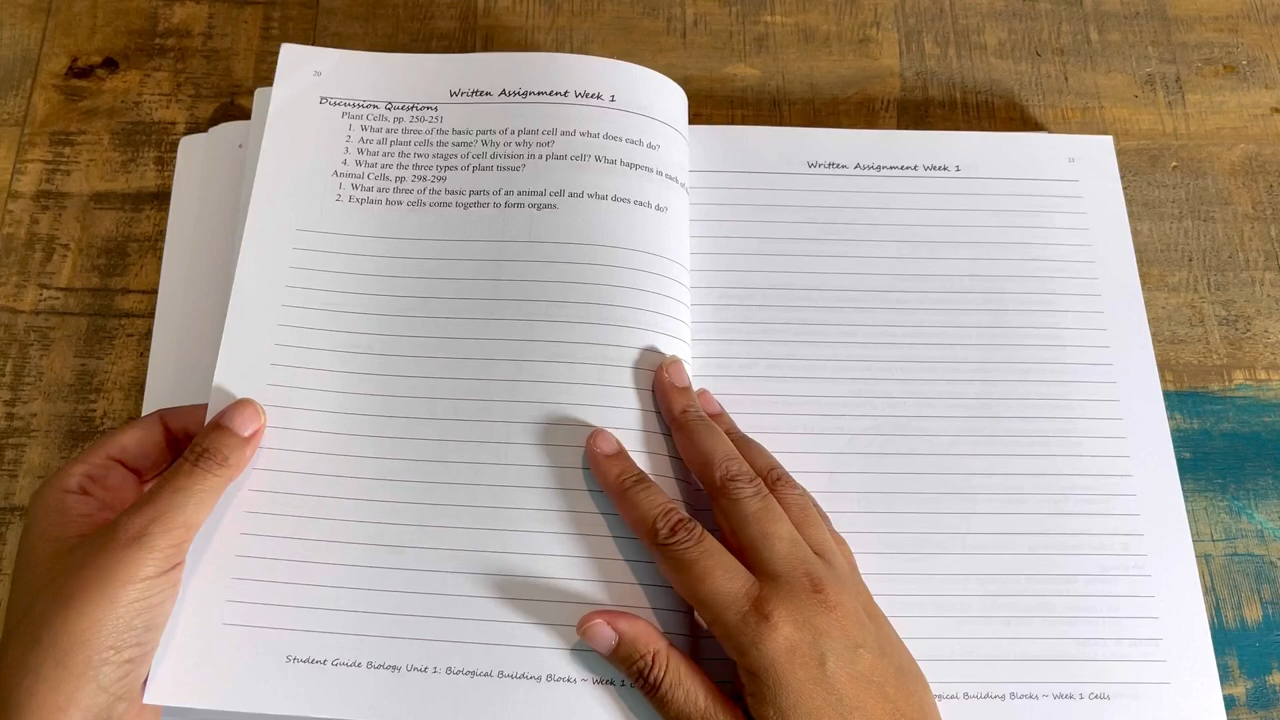 20
Written Assignment Week 1
Discussion Questions
Plant Cells, pp. 250-251
1. What are three of the basic parts of a plant cell and what does each do?
2. Are all plant cells the same? Why or why not?
3. What are the two stages of cell division in a plant cell? What happens in each of
4. What are the three types of plant tissue?
Animal Cells, pp. 298-299
1. What are three of the basic parts of an animal cell and what does each do?
2. Explain how cells come together to form organs.
Student Guide Biology Unit 1: Biological Building Blocks ~ Week 1
21
Written Assignment Week 1
ogical Building Blocks ~ Week 1 Cells